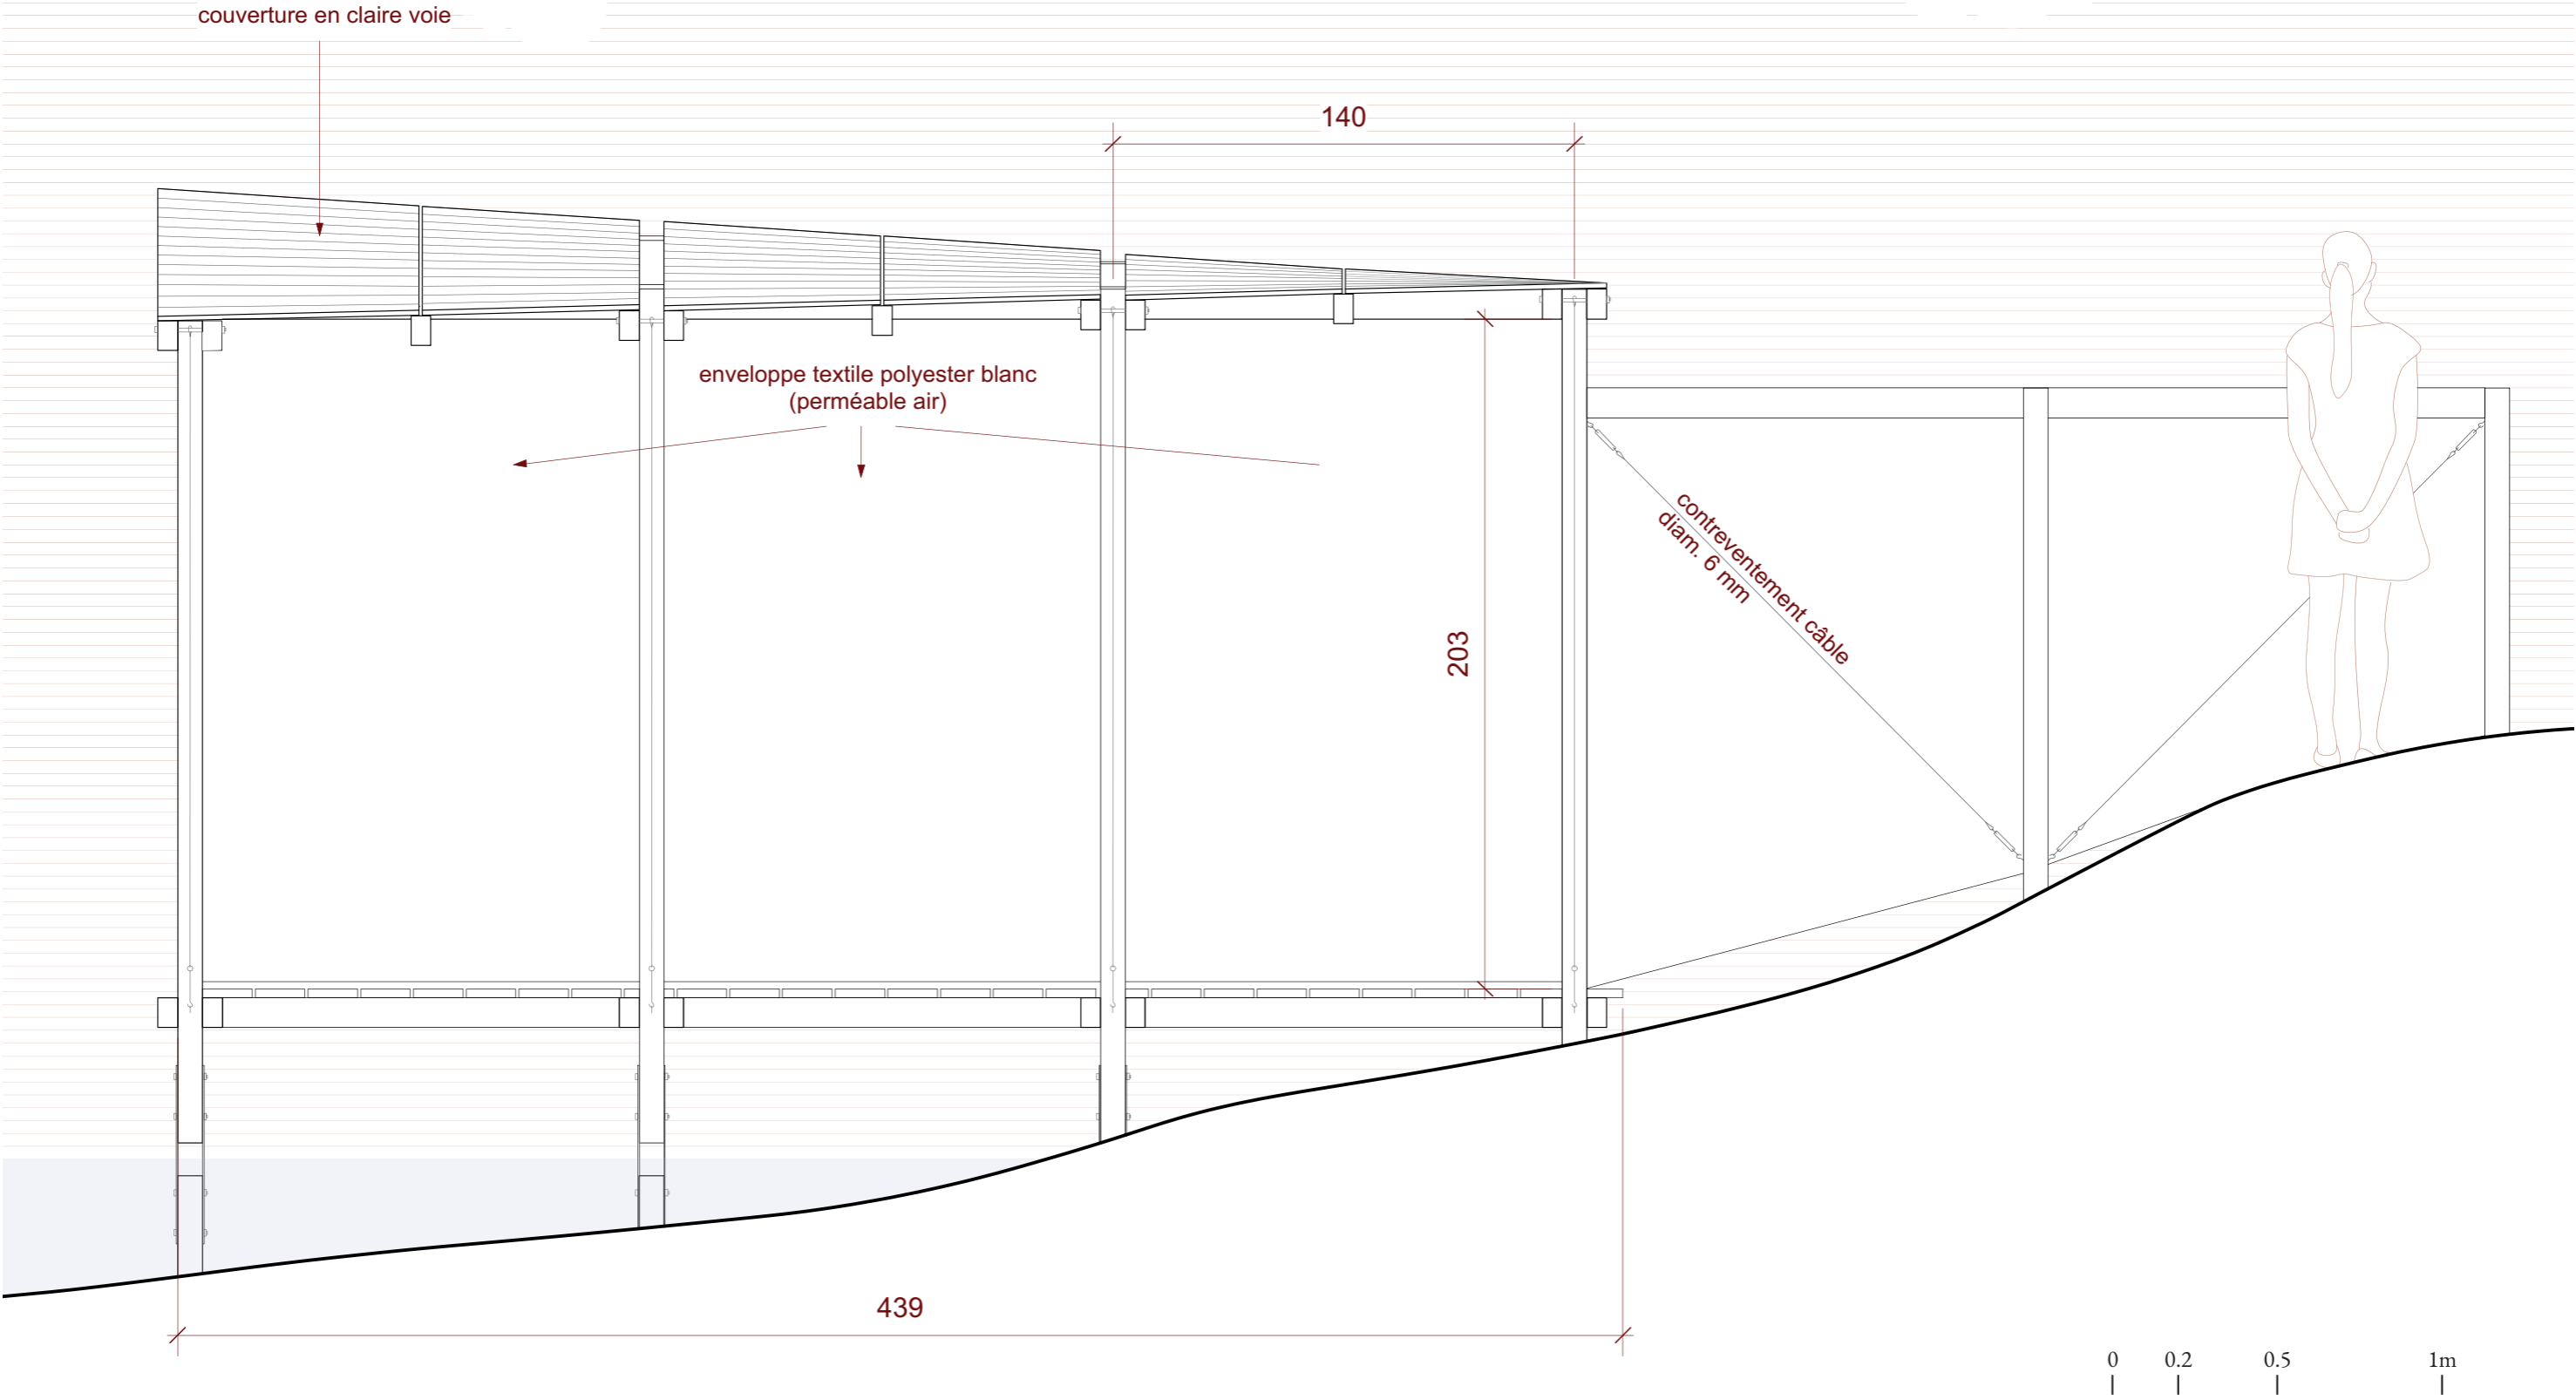 couverture en claire voie
140
enveloppe textile polyester blanc
(perméable air)
contreventement câble
diam. 6 mm
203
439
0 0.2 0.5 1m